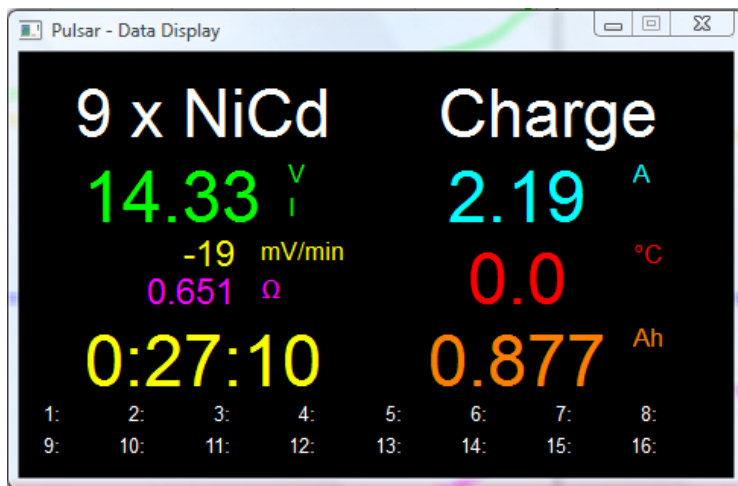 Pulsar - Data Display
9 x NiCd Charge
14.33 V 2.19 A
I
-19 mV/min 0.0 °C
0.651 Ω
0:27:10 0.877 Ah
1: 2: 3: 4: 5: 6: 7: 8:
9: 10: 11: 12: 13: 14: 15: 16: